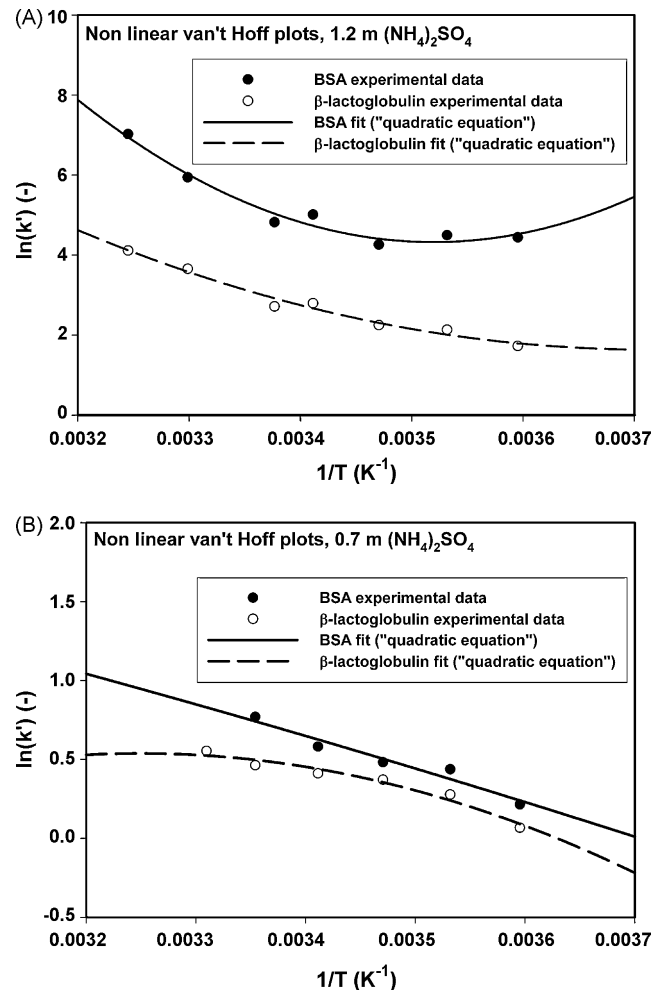 (A)
10
8
6
4
2
0
ln(k') (-)
Non linear van't Hoff plots, 1.2 m (NH4)2SO4
BSA experimental data
β-lactoglobulin experimental data
BSA fit ("quadratic equation")
β-lactoglobulin fit ("quadratic equation")
0.0032 0.0033 0.0034 0.0035 0.0036 0.0037
1/T (K-1)
(B)
2.0
1.5
1.0
0.5
0.0
-0.5
ln(k') (-)
Non linear van't Hoff plots, 0.7 m (NH4)2SO4
BSA experimental data
β-lactoglobulin experimental data
BSA fit ("quadratic equation")
β-lactoglobulin fit ("quadratic equation")
0.0032 0.0033 0.0034 0.0035 0.0036 0.0037
1/T (K-1)